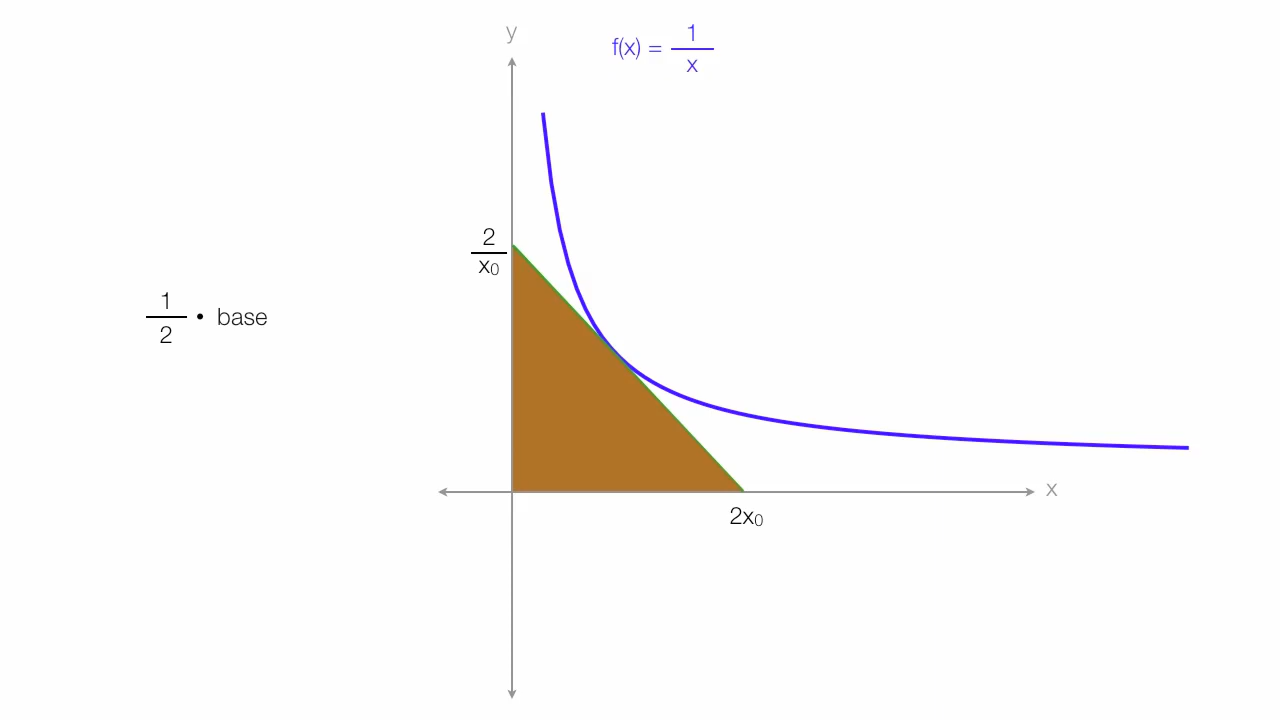 y
f(x) = 1/x
2/x₀
1/2 • base
x
2x₀